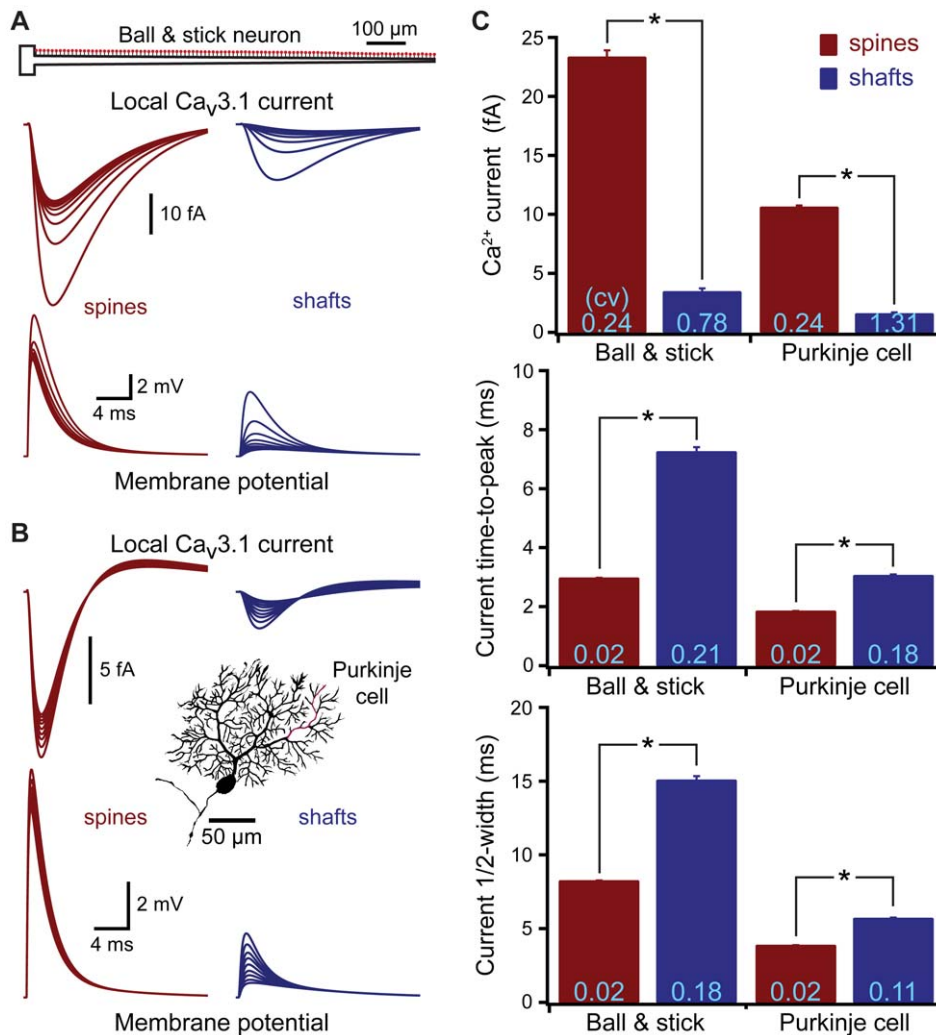 A
Ball & stick neuron
100 µm
Local CaV3.1 current
10 fA
spines
shafts
2 mV
4 ms
Membrane potential
B
Local CaV3.1 current
5 fA
Purkinje
cell
spines
50 µm
shafts
2 mV
4 ms
Membrane potential
C
spines
shafts
Ca2+ current (fA)
25
20
15
10
5
0
*
*
(cv)
0.24
0.78
0.24
1.31
Ball & stick
Purkinje cell
Current time-to-peak (ms)
10
8
6
4
2
0
*
*
0.02
0.21
0.02
0.18
Ball & stick
Purkinje cell
Current 1/2-width (ms)
20
15
10
5
0
*
*
0.02
0.18
0.02
0.11
Ball & stick
Purkinje cell